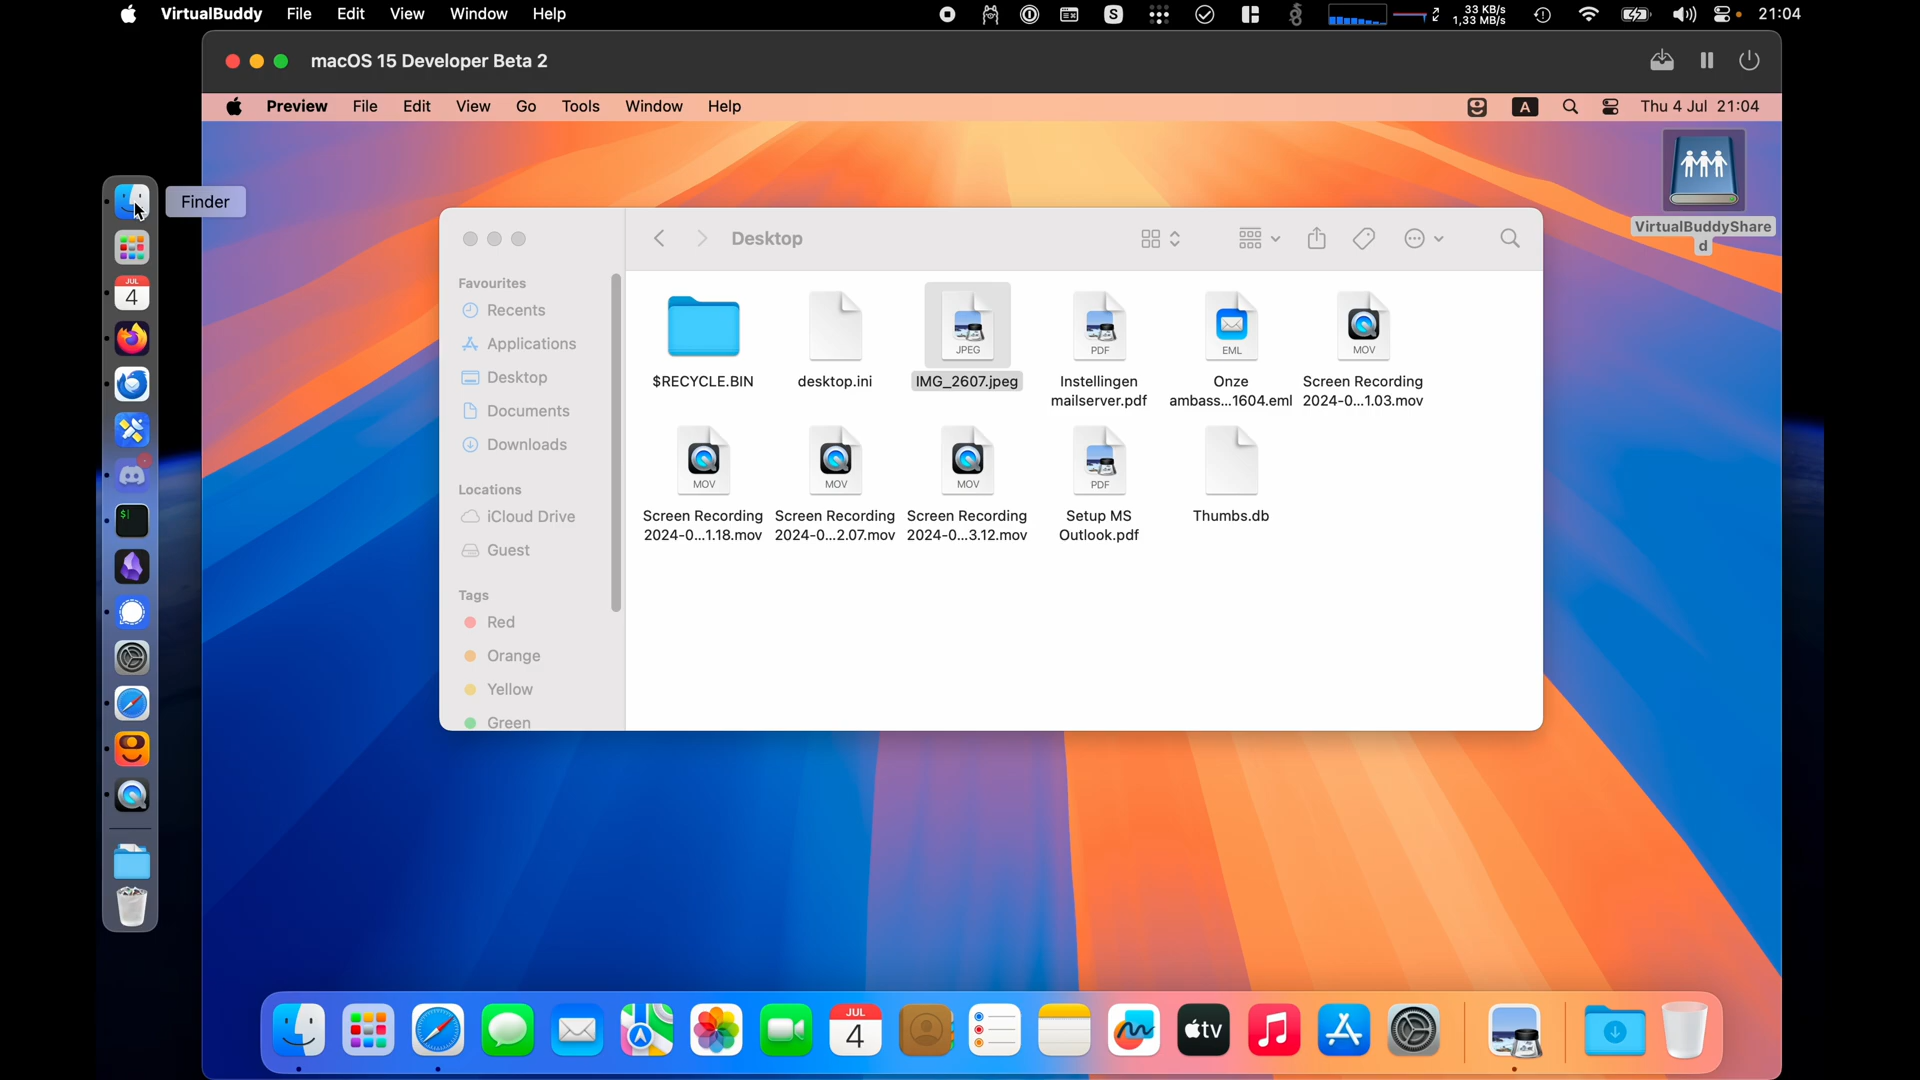 VirtualBuddy File Edit View Window Help
33 KB/s
1,33 MB/s
21:04
macOS 15 Developer Beta 2
Preview File Edit View Go Tools Window Help
A
Thu 4 Jul 21:04
VirtualBuddyShare
d
Finder
JUL
4
$|
Desktop
Favourites
Recents
Applications
Desktop
Documents
Downloads
Locations
iCloud Drive
Guest
Tags
Red
Orange
Yellow
Green
JPEG
PDF
EML
MOV
$RECYCLE.BIN
desktop.ini
IMG_2607.jpeg
Instellingen
mailserver.pdf
Onze
ambass...1604.eml
Screen Recording
2024-0...1.03.mov
MOV
MOV
MOV
PDF
Screen Recording
2024-0...1.18.mov
Screen Recording
2024-0...2.07.mov
Screen Recording
2024-0...3.12.mov
Setup MS
Outlook.pdf
Thumbs.db
JUL
4
tv